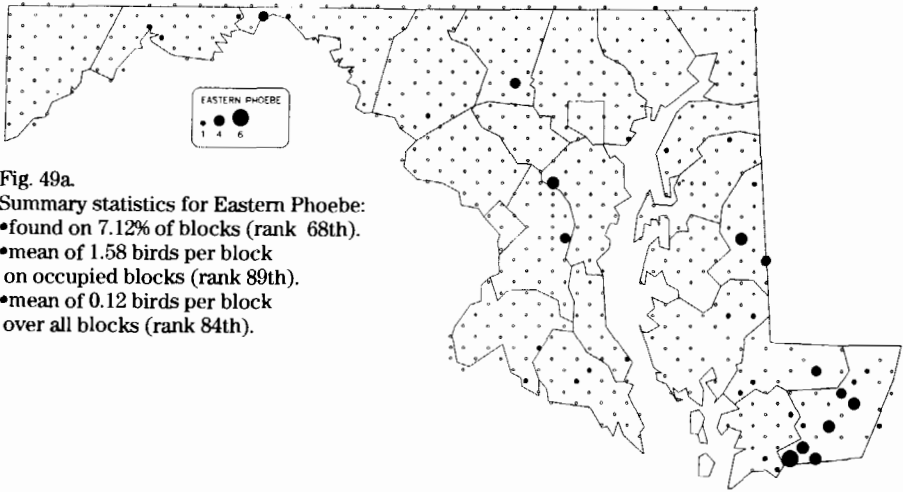 EASTERN PHOEBE
1 4 6
Fig. 49a.
Summary statistics for Eastern Phoebe:
•found on 7.12% of blocks (rank 68th).
•mean of 1.58 birds per block
on occupied blocks (rank 89th).
•mean of 0.12 birds per block
over all blocks (rank 84th).